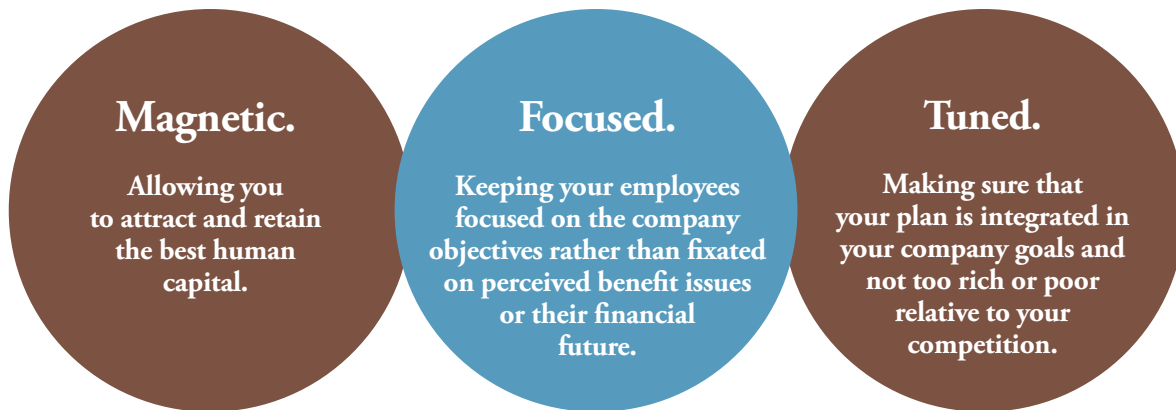 Magnetic.
Allowing you
to attract and retain
the best human
capital.
Focused.
Keeping your employees
focused on the company
objectives rather than fixated
on perceived benefit issues
or their financial
future.
Tuned.
Making sure that
your plan is integrated in
your company goals and
not too rich or poor
relative to your
competition.